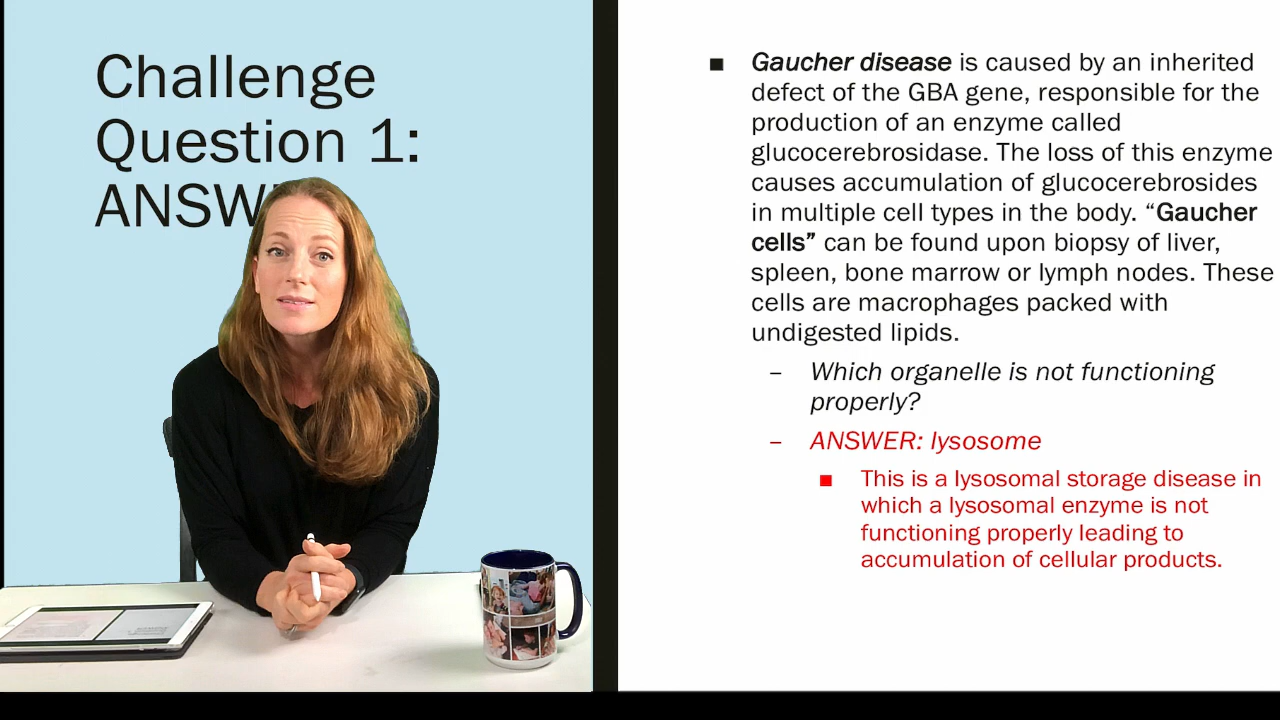 Challenge
Question 1:
ANSW
■ Gaucher disease is caused by an inherited
defect of the GBA gene, responsible for the
production of an enzyme called
glucocerebrosidase. The loss of this enzyme
causes accumulation of glucocerebrosides
in multiple cell types in the body. “Gaucher
cells” can be found upon biopsy of liver,
spleen, bone marrow or lymph nodes. These
cells are macrophages packed with
undigested lipids.
– Which organelle is not functioning
properly?
– ANSWER: lysosome
■ This is a lysosomal storage disease in
which a lysosomal enzyme is not
functioning properly leading to
accumulation of cellular products.